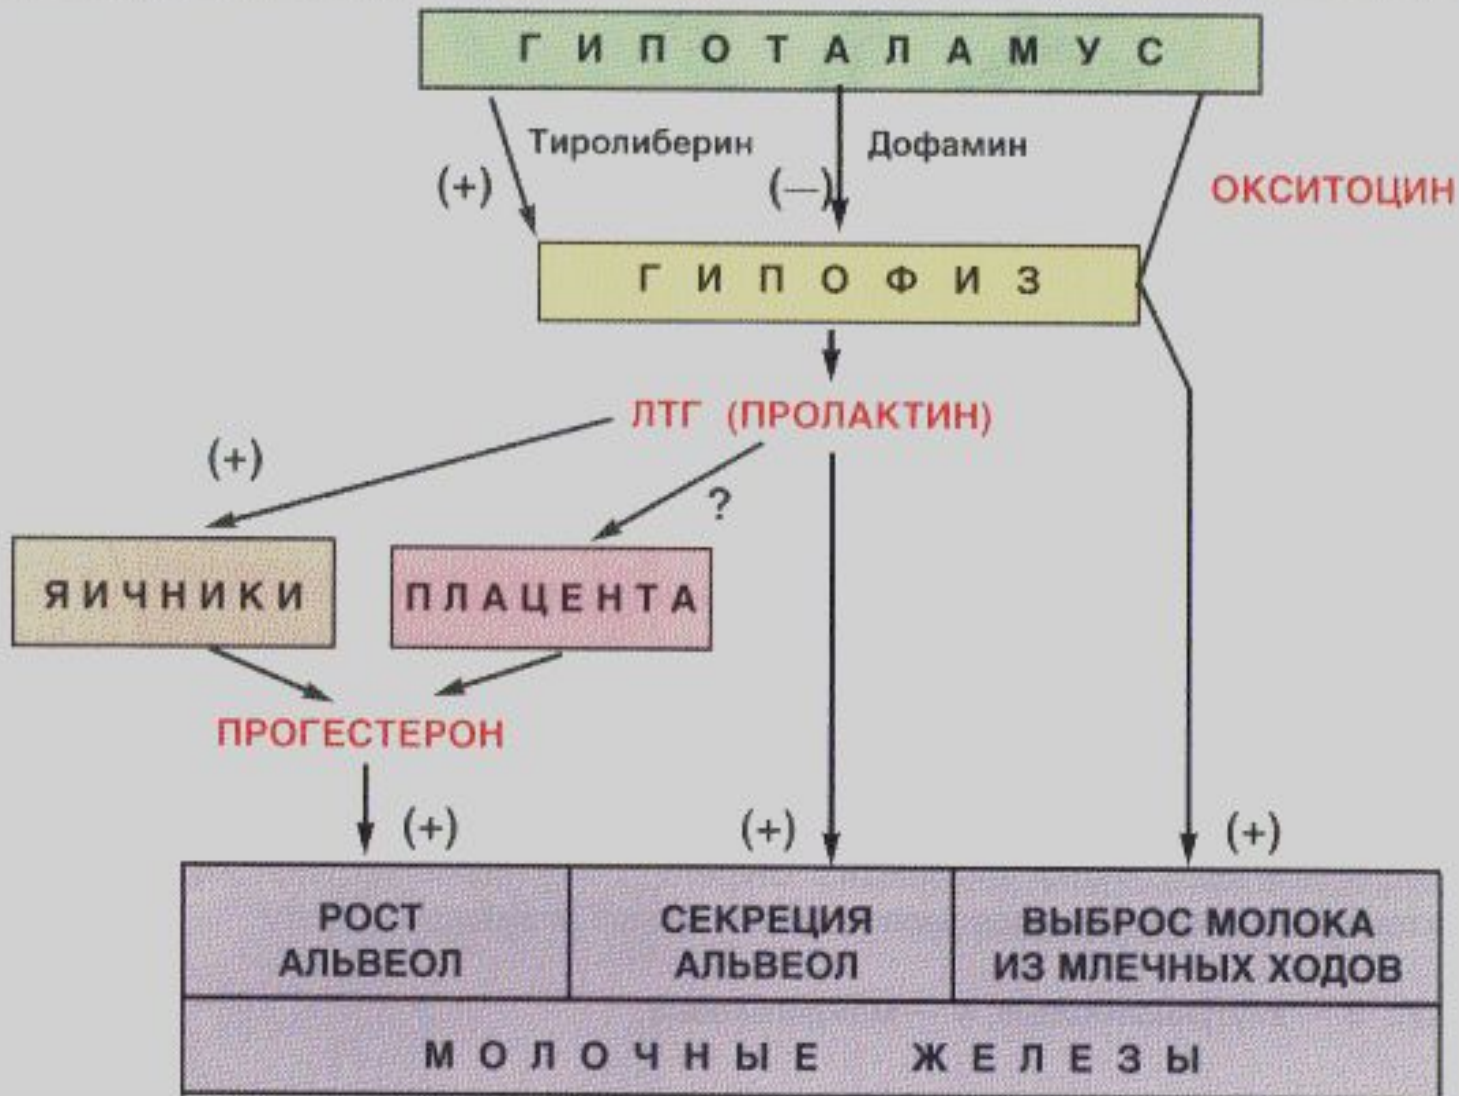 ГИПОТАЛАМУС
Тиролиберин
Дофамин
(+)
(—)
ОКСИТОЦИН
ГИПОФИЗ
ЛТГ (ПРОЛАКТИН)
(+)
?
ЯИЧНИКИ
ПЛАЦЕНТА
ПРОГЕСТЕРОН
(+)
(+)
(+)
РОСТ
АЛЬВЕОЛ
СЕКРЕЦИЯ
АЛЬВЕОЛ
ВЫБРОС МОЛОКА
ИЗ МЛЕЧНЫХ ХОДОВ
МОЛОЧНЫЕ ЖЕЛЕЗЫ